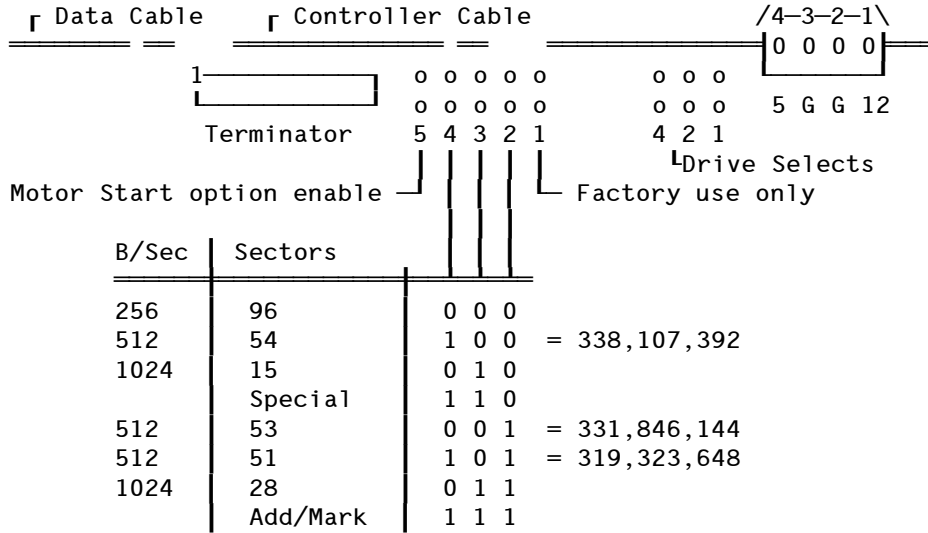 Data Cable Controller Cable /4-3-2-1\
0 0 0 0
1 o o o o o o o o
o o o o o o o o 5 G G 12
Terminator 5 4 3 2 1 4 2 1
Drive Selects
Motor Start option enable Factory use only
B/Sec Sectors
256 96 0 0 0
512 54 1 0 0 = 338,107,392
1024 15 0 1 0
Special 1 1 0
512 53 0 0 1 = 331,846,144
512 51 1 0 1 = 319,323,648
1024 28 0 1 1
Add/Mark 1 1 1